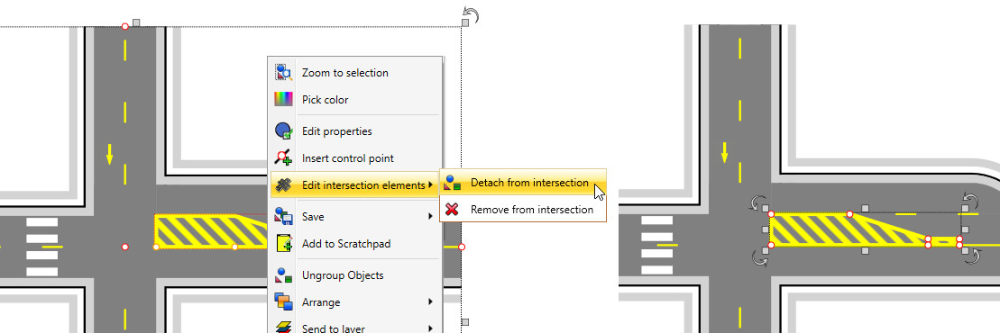 Zoom to selection
Pick color
Edit properties
Insert control point
Edit intersection elements
Detach from intersection
Remove from intersection
Save
Add to Scratchpad
Ungroup Objects
Arrange
Send to layer